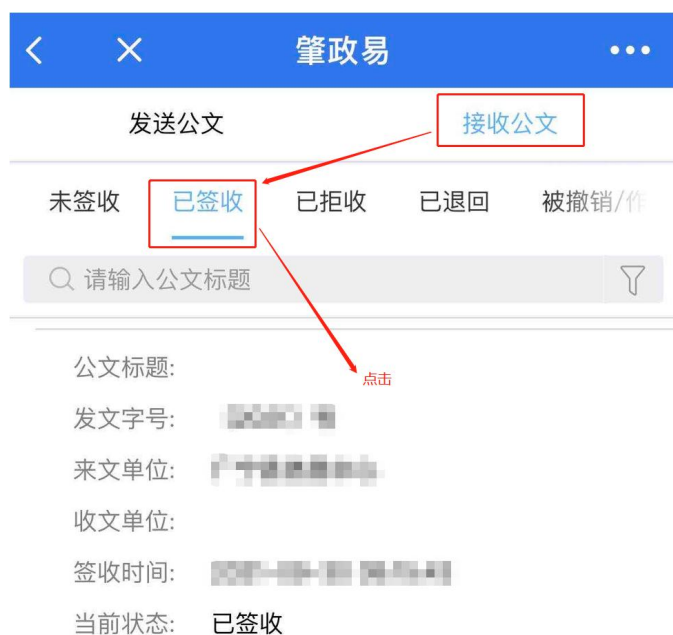 肇政易
发送公文 接收公文
未签收 已签收 已拒收 已退回 被撤销/作
请输入公文标题
公文标题:
点击
发文字号:
来文单位:
收文单位:
签收时间:
当前状态: 已签收